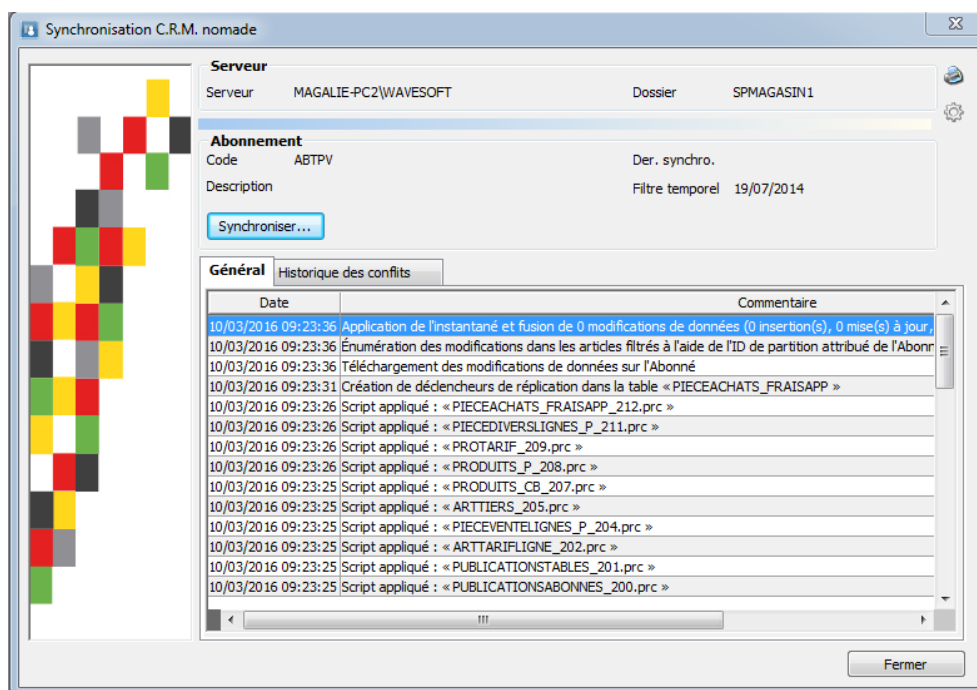 Synchronisation C.R.M. nomade
Serveur
Serveur MAGALIE-PC2\WAVESOFT Dossier SPMAGASIN1
Abonnement
Code ABTPV Der. synchro.
Description Filtre temporel 19/07/2014
Synchroniser...
Général Historique des conflits
Date Commentaire
10/03/2016 09:23:36 Application de l'instantané et fusion de 0 modifications de données (0 insertion(s), 0 mise(s) à jour,
10/03/2016 09:23:36 Énumération des modifications dans les articles filtrés à l'aide de l'ID de partition attribué de l'Abonn
10/03/2016 09:23:36 Téléchargement des modifications de données sur l'Abonné
10/03/2016 09:23:31 Création de déclencheurs de réplication dans la table « PIECEACHATS_FRAISAPP »
10/03/2016 09:23:26 Script appliqué : « PIECEACHATS_FRAISAPP_212.prc »
10/03/2016 09:23:26 Script appliqué : « PIECEDIVERSLIGNES_P_211.prc »
10/03/2016 09:23:26 Script appliqué : « PROTARIF_209.prc »
10/03/2016 09:23:26 Script appliqué : « PRODUITS_P_208.prc »
10/03/2016 09:23:25 Script appliqué : « PRODUITS_CB_207.prc »
10/03/2016 09:23:25 Script appliqué : « ARTTIERS_205.prc »
10/03/2016 09:23:25 Script appliqué : « PIECEVENTELIGNES_P_204.prc »
10/03/2016 09:23:25 Script appliqué : « ARTTARIFLIGNE_202.prc »
10/03/2016 09:23:25 Script appliqué : « PUBLICATIONSTABLES_201.prc »
10/03/2016 09:23:25 Script appliqué : « PUBLICATIONSABONNES_200.prc »
Fermer